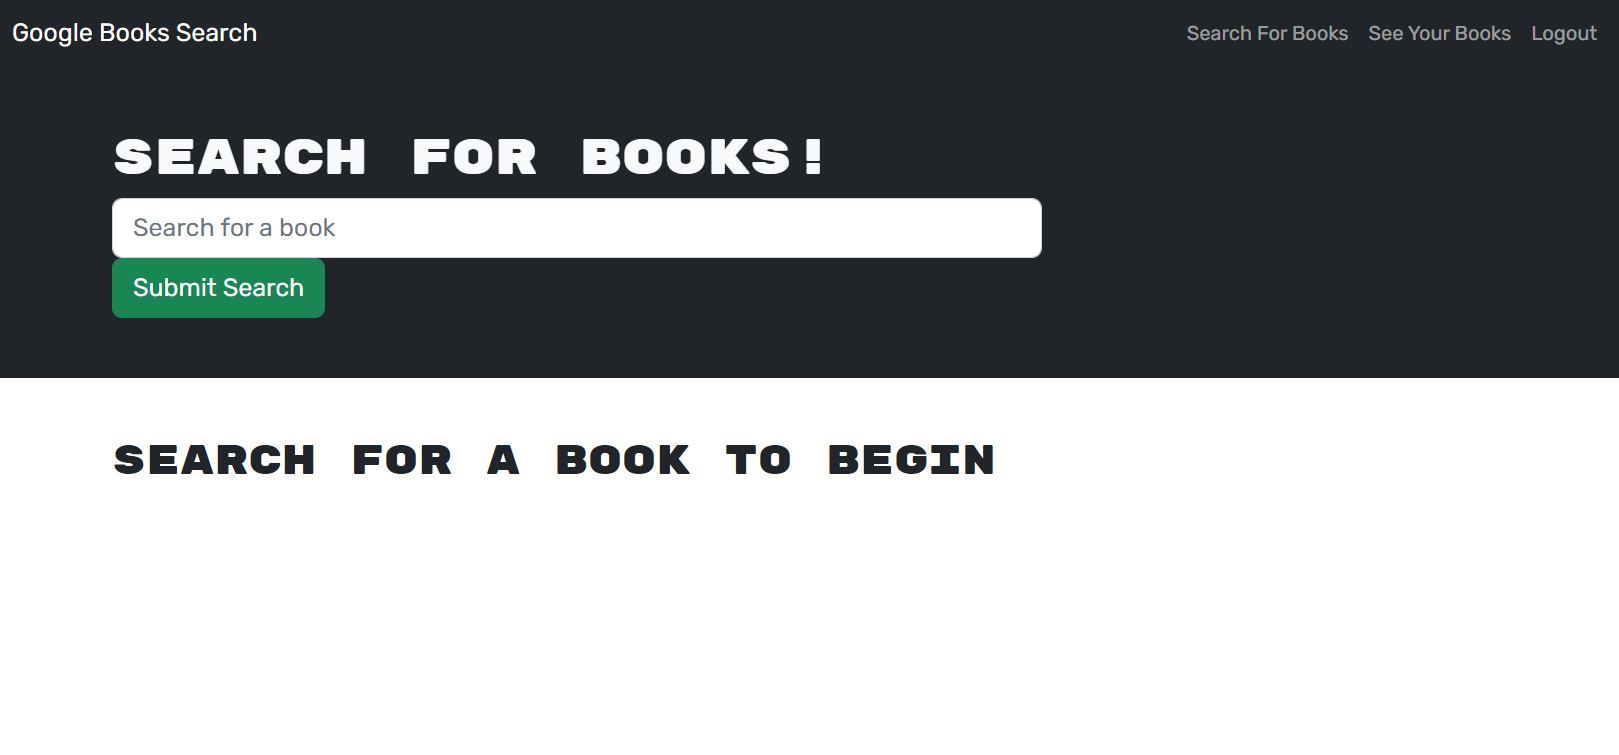 Google Books Search Search For Books See Your Books Logout
SEARCH FOR BOOKS!
Search for a book
Submit Search
SEARCH FOR A BOOK TO BEGIN